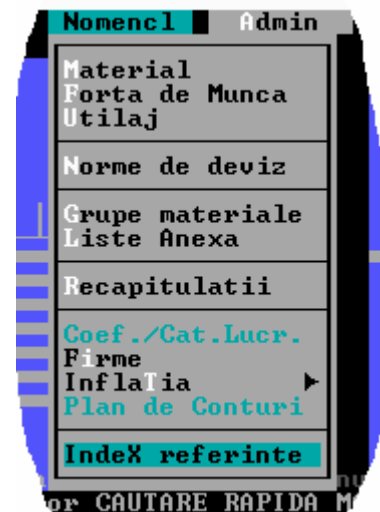 Nomencl Admin
Material
Forta de Munca
Utilaj
Norme de deviz
Grupe materiale
Liste Anexa
Recapitulatii
Coef./Cat.Lucr.
Firme
InflaTia
Plan de Conturi
IndeX referinte
or CAUTARE RAPIDA